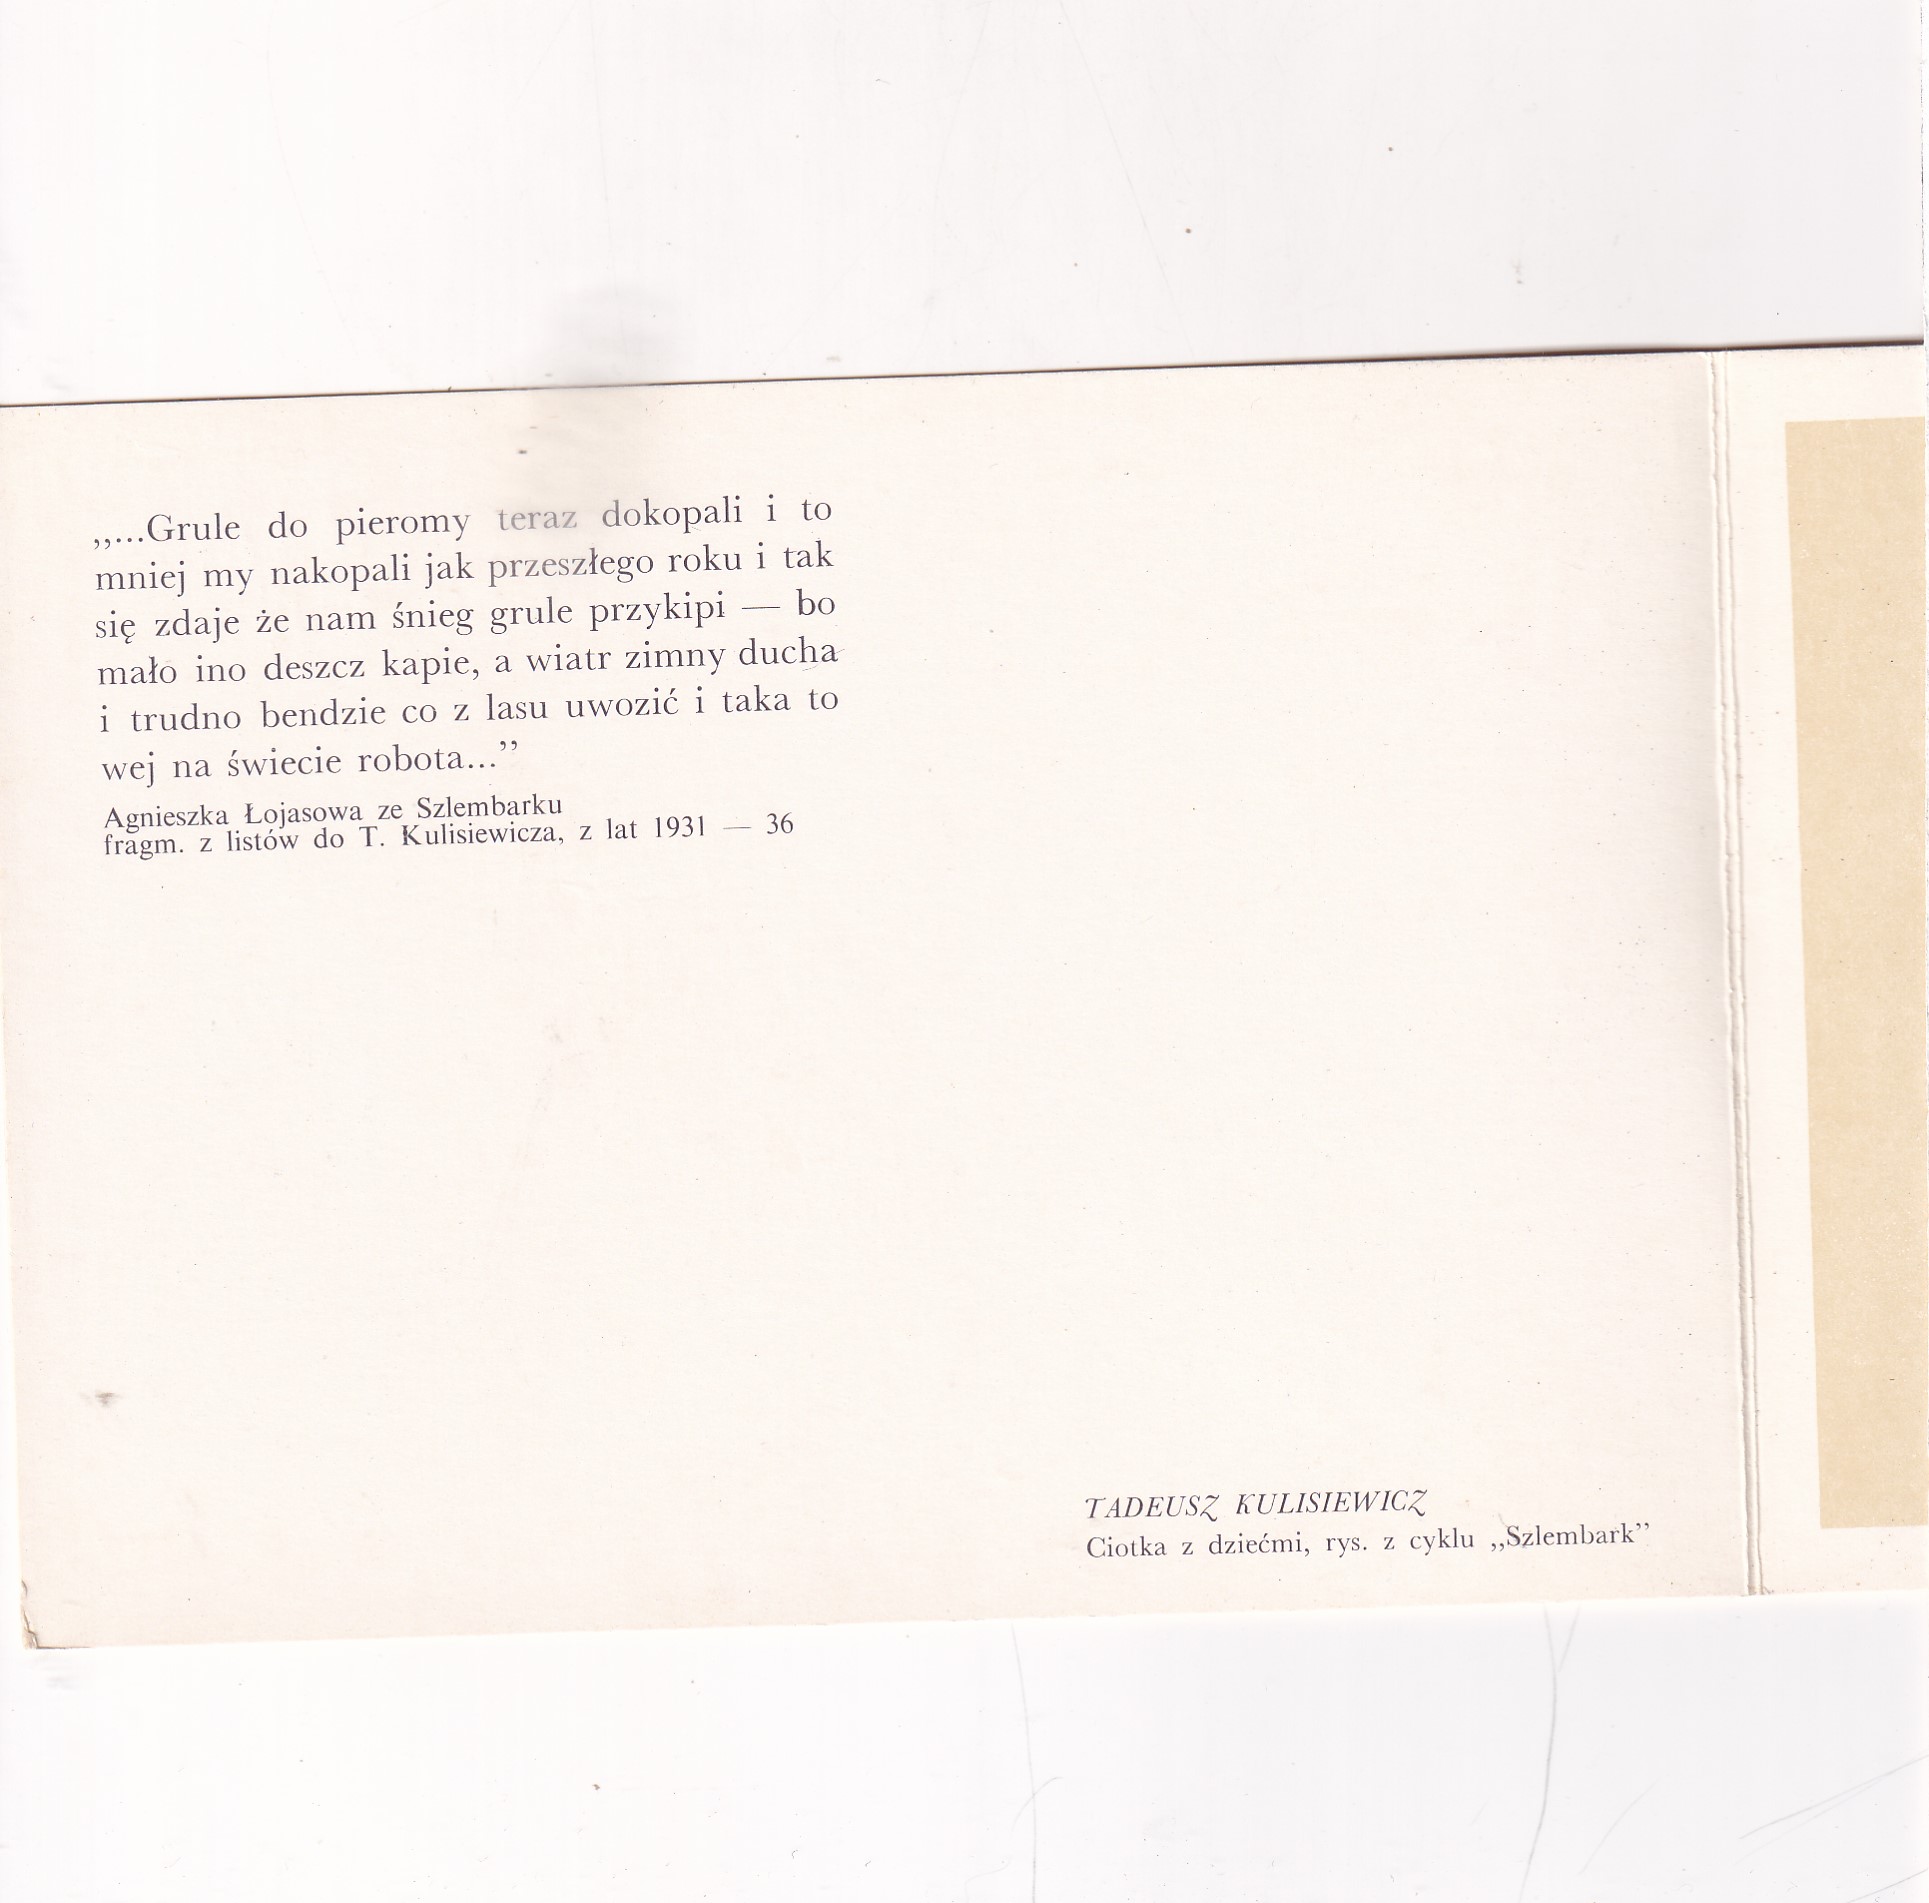 „...Grule do pieromy teraz dokopali i to
mniej my nakopali jak przeszłego roku i tak
się zdaje że nam śnieg grule przykipi — bo
mało ino deszcz kapie, a wiatr zimny ducha
i trudno bendzie co z lasu uwozić i taka to
wej na świecie robota...”
Agnieszka Łojasowa ze Szlembarku
fragm. z listów do T. Kulisiewicza, z lat 1931 — 36
TADEUSZ KULISIEWICZ
Ciotka z dziećmi, rys. z cyklu „Szlembark”